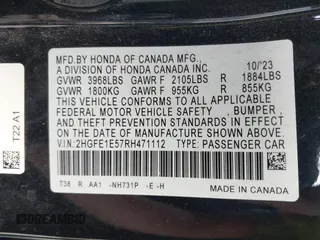 MFD.BY HONDA OF CANADA MFG.
A DIVISION OF HONDA CANADA INC. 10/'23
GVWR 3968LBS GAWR F 2105LBS R 1884LBS
GVWR 1800KG GAWR F 955KG R 855KG
THIS VEHICLE CONFORMS TO ALL APPLICABLE
FEDERAL MOTOR VEHICLE SAFETY , BUMPER ,
AND THEFT PREVENTION STANDARDS IN EFFECT
ON THE DATE OF MANUFACTURE SHOWN ABOVE.
V.I.N: 2HGFE1E57RH471112 TYPE: PASSENGER CAR
T38 R AA1 -NH731P -E -H
MADE IN CANADA
T22 A1
©DREAMBID